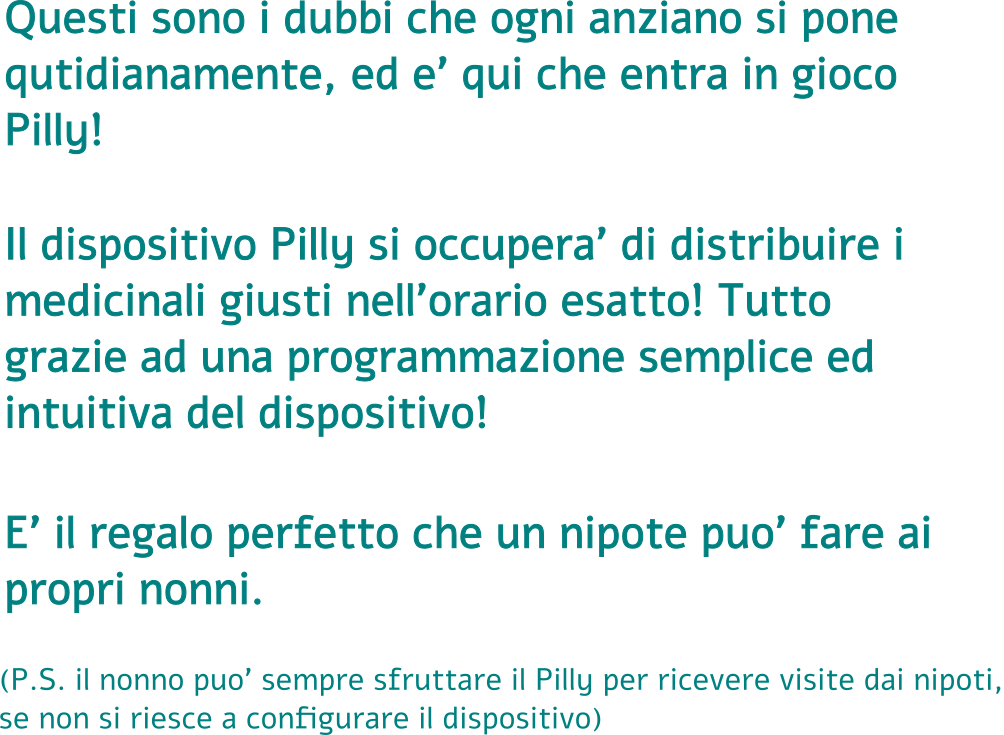 Questi sono i dubbi che ogni anziano si pone
qutidianamente, ed e’ qui che entra in gioco
Pilly!
Il dispositivo Pilly si occupera’ di distribuire i
medicinali giusti nell’orario esatto! Tutto
grazie ad una programmazione semplice ed
intuitiva del dispositivo!
E’ il regalo perfetto che un nipote puo’ fare ai
propri nonni.
(P.S. il nonno puo’ sempre sfruttare il Pilly per ricevere visite dai nipoti,
se non si riesce a configurare il dispositivo)